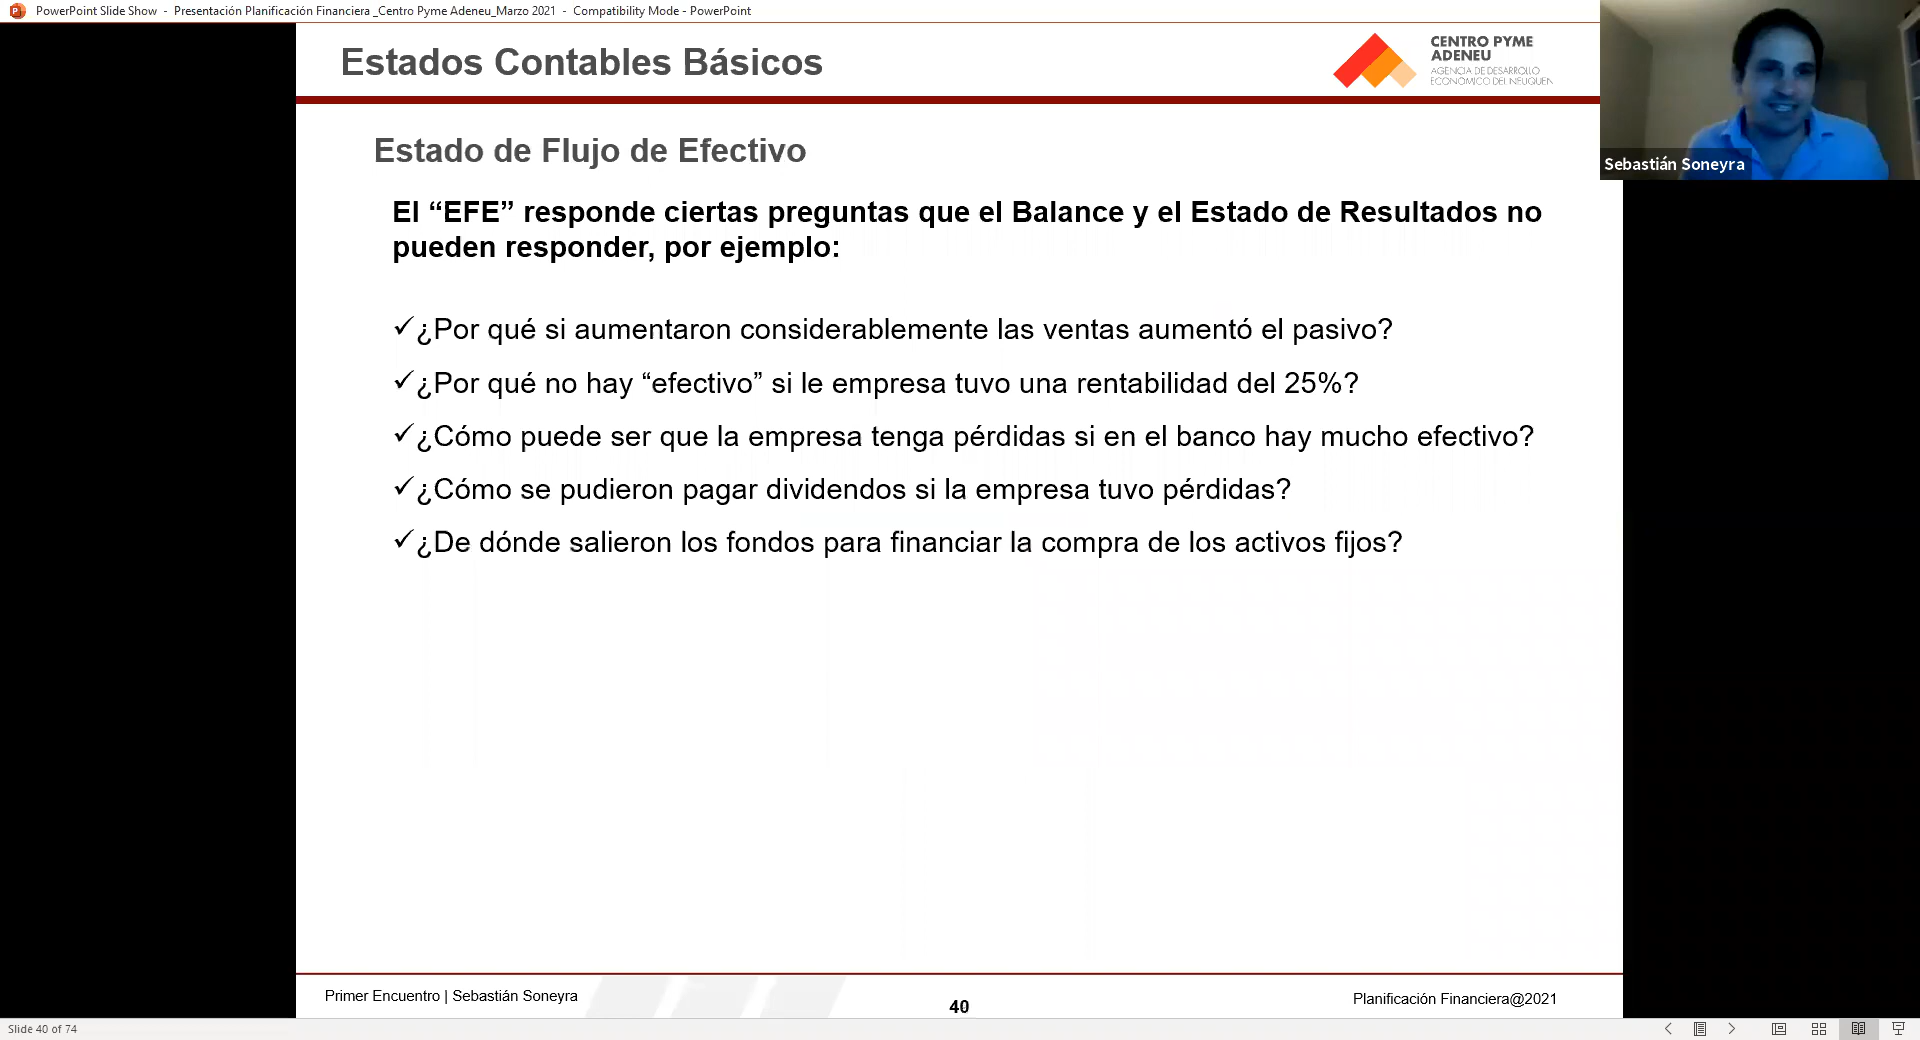 PowerPoint Slide Show - Presentación Planificación Financiera _Centro Pyme Adeneu_Marzo 2021 - Compatibility Mode - PowerPoint
Estados Contables Básicos
CENTRO PYME
ADENEU
AGENCIA DE DESARROLLO
ECONOMICO DEL NEUQUEN
Sebastián Soneyra
Estado de Flujo de Efectivo
El “EFE” responde ciertas preguntas que el Balance y el Estado de Resultados no
pueden responder, por ejemplo:
✓¿Por qué si aumentaron considerablemente las ventas aumentó el pasivo?
✓¿Por qué no hay “efectivo” si le empresa tuvo una rentabilidad del 25%?
✓¿Cómo puede ser que la empresa tenga pérdidas si en el banco hay mucho efectivo?
✓¿Cómo se pudieron pagar dividendos si la empresa tuvo pérdidas?
✓¿De dónde salieron los fondos para financiar la compra de los activos fijos?
Primer Encuentro | Sebastián Soneyra
40
Planificación Financiera@2021
Slide 40 of 74